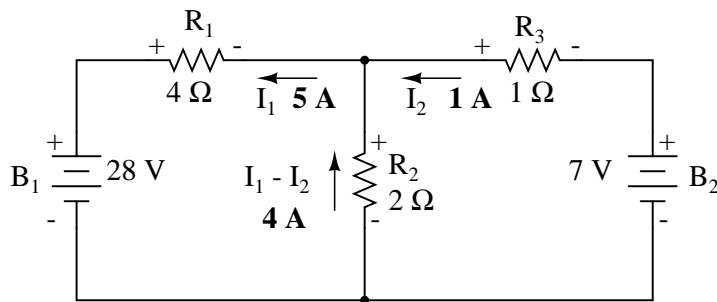 R1
+ -
4 Ω
I1 5 A
R3
+ -
1 Ω
I2 1 A
+
B1 28 V
-
I1 - I2
4 A
+
R2
2 Ω
-
+
7 V B2
-